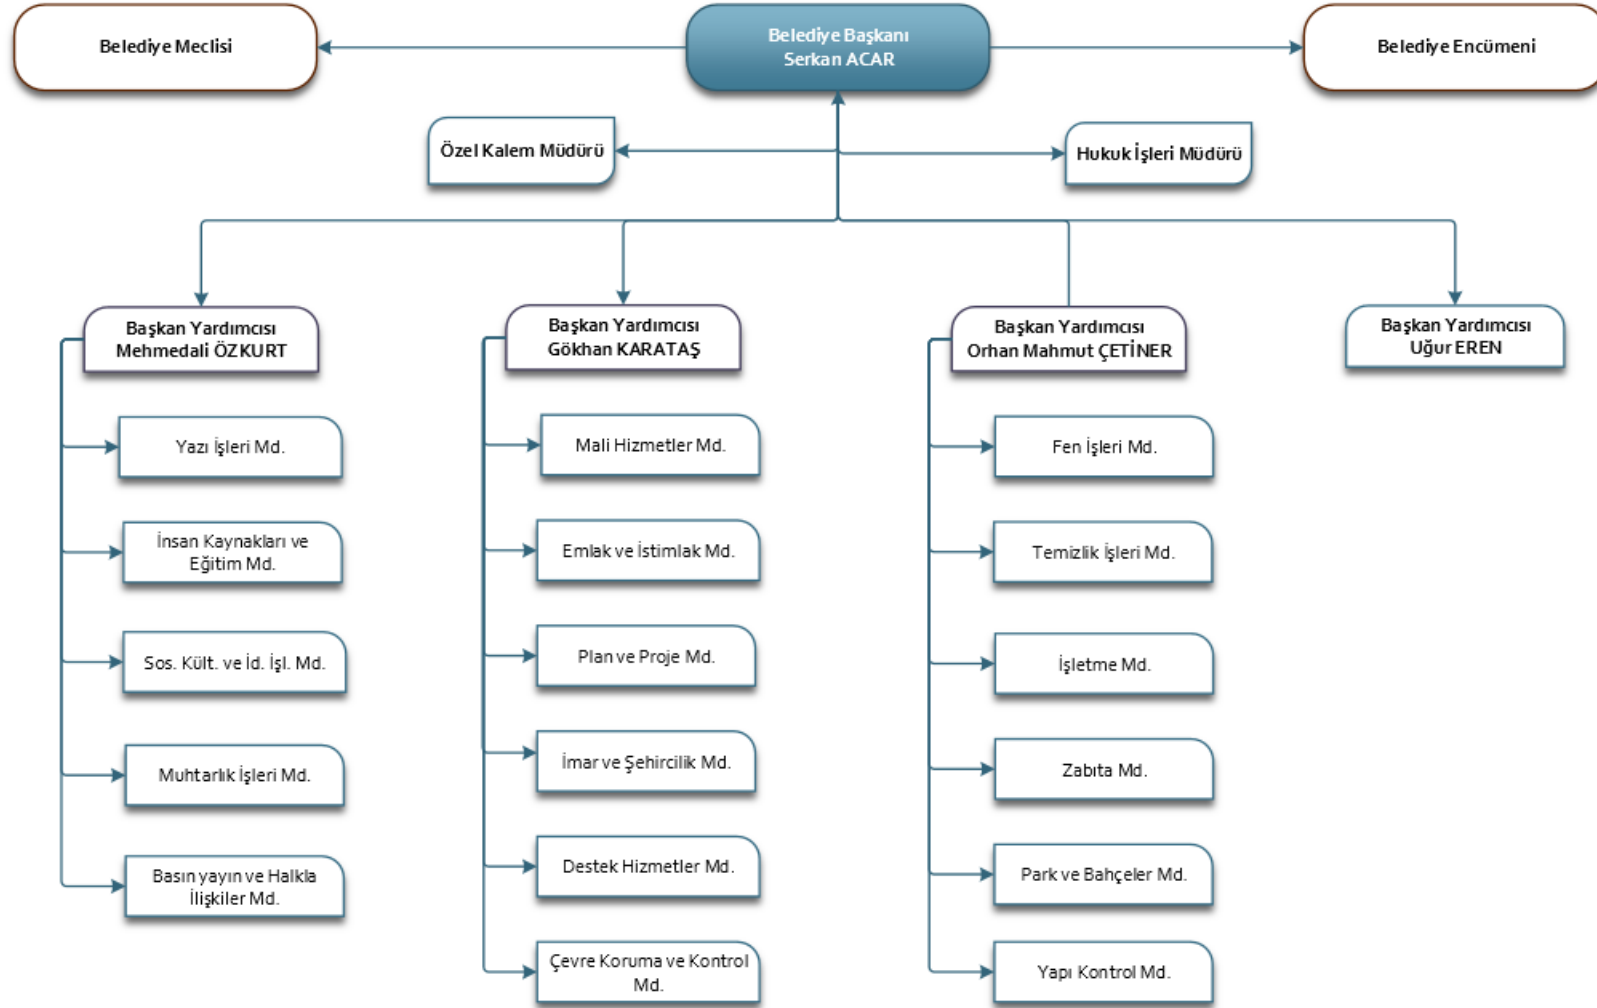 Belediye Meclisi
Belediye Başkanı
Serkan ACAR
Belediye Encümeni
Özel Kalem Müdürü
Hukuk İşleri Müdürü
Başkan Yardımcısı
Mehmedali ÖZKURT
Başkan Yardımcısı
Gökhan KARATAŞ
Başkan Yardımcısı
Orhan Mahmut ÇETİNER
Başkan Yardımcısı
Uğur EREN
Yazı İşleri Md.
İnsan Kaynakları ve
Eğitim Md.
Sos. Kült. ve İd. İşl. Md.
Muhtarlık İşleri Md.
Basın yayın ve Halkla
İlişkiler Md.
Mali Hizmetler Md.
Emlak ve İstimlak Md.
Plan ve Proje Md.
İmar ve Şehircilik Md.
Destek Hizmetler Md.
Çevre Koruma ve Kontrol
Md.
Fen İşleri Md.
Temizlik İşleri Md.
İşletme Md.
Zabıta Md.
Park ve Bahçeler Md.
Yapı Kontrol Md.